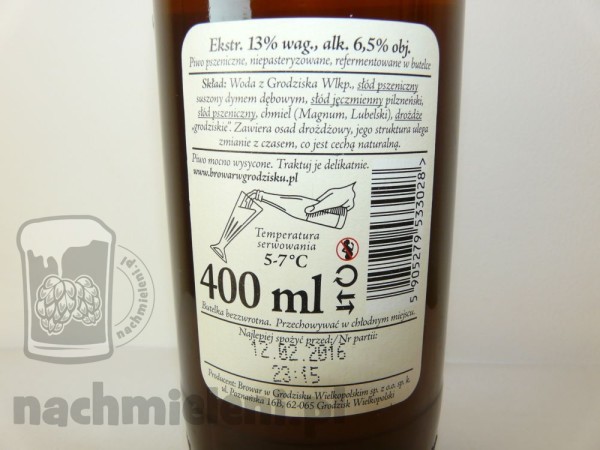 Ekstr. 13% wag., alk. 6,5% obj.
Piwo pszeniczne, niepasteryzowane, refermentowane w butelce
Skład: Woda z Grodziska Wlkp., słód pszeniczny
suszony dymem dębowym, słód jęczmienny pilzneński,
słód pszeniczny, chmiel (Magnum, Lubelski), drożdże
„grodziskie”. Zawiera osad drożdżowy, jego struktura ulega
zmianie z czasem, co jest cechą naturalną.
Piwo mocno wysycone. Traktuj je delikatnie.
www.browarwgrodzisku.pl
Temperatura
serwowania
5-7°C
400 ml
5 905279 533028 >
Butelka bezzwrotna. Przechowywać w chłodnym miejscu.
Najlepiej spożyć przed:/Nr partii:
12.02.2016
23:15
Producent: Browar w Grodzisku Wielkopolskim sp. z o.o. sp. k.
ul. Poznańska 16B, 62-065 Grodzisk Wielkopolski
nachmieleni.pl
nachmieleni.pl